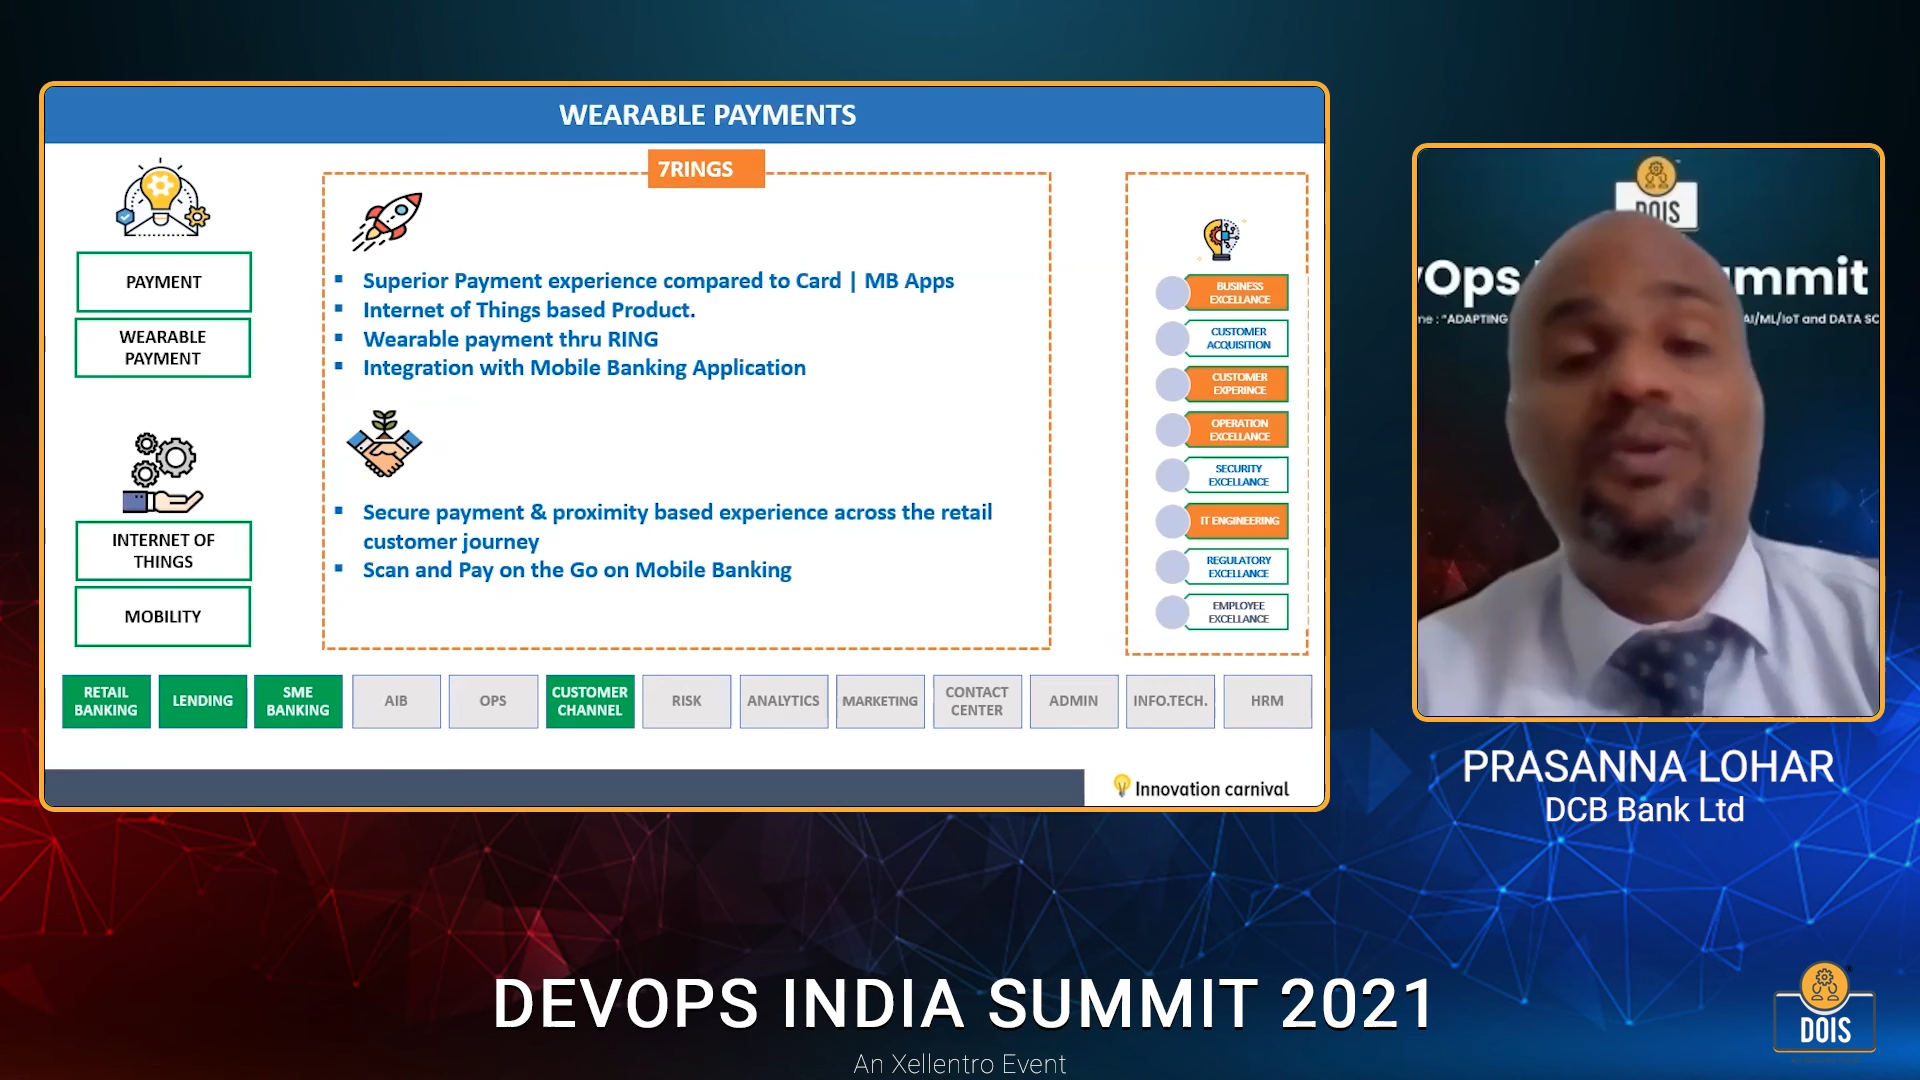 WEARABLE PAYMENTS
7RINGS
PAYMENT
WEARABLE
PAYMENT
INTERNET OF
THINGS
MOBILITY
▪ Superior Payment experience compared to Card | MB Apps
▪ Internet of Things based Product.
▪ Wearable payment thru RING
▪ Integration with Mobile Banking Application
▪ Secure payment & proximity based experience across the retail
customer journey
▪ Scan and Pay on the Go on Mobile Banking
BUSINESS
EXCELLANCE
CUSTOMER
ACQUISITION
CUSTOMER
EXPERINCE
OPERATION
EXCELLANCE
SECURITY
EXCELLANCE
IT ENGINEERING
REGULATORY
EXCELLANCE
EMPLOYEE
EXCELLANCE
RETAIL
BANKING
LENDING
SME
BANKING
AIB
OPS
CUSTOMER
CHANNEL
RISK
ANALYTICS
MARKETING
CONTACT
CENTER
ADMIN
INFO.TECH.
HRM
Innovation carnival
DOIS
vOps mmit
me : "ADAPTING AI/ML/IoT and DATA SC
PRASANNA LOHAR
DCB Bank Ltd
DEVOPS INDIA SUMMIT 2021
An Xellentro Event
DOIS